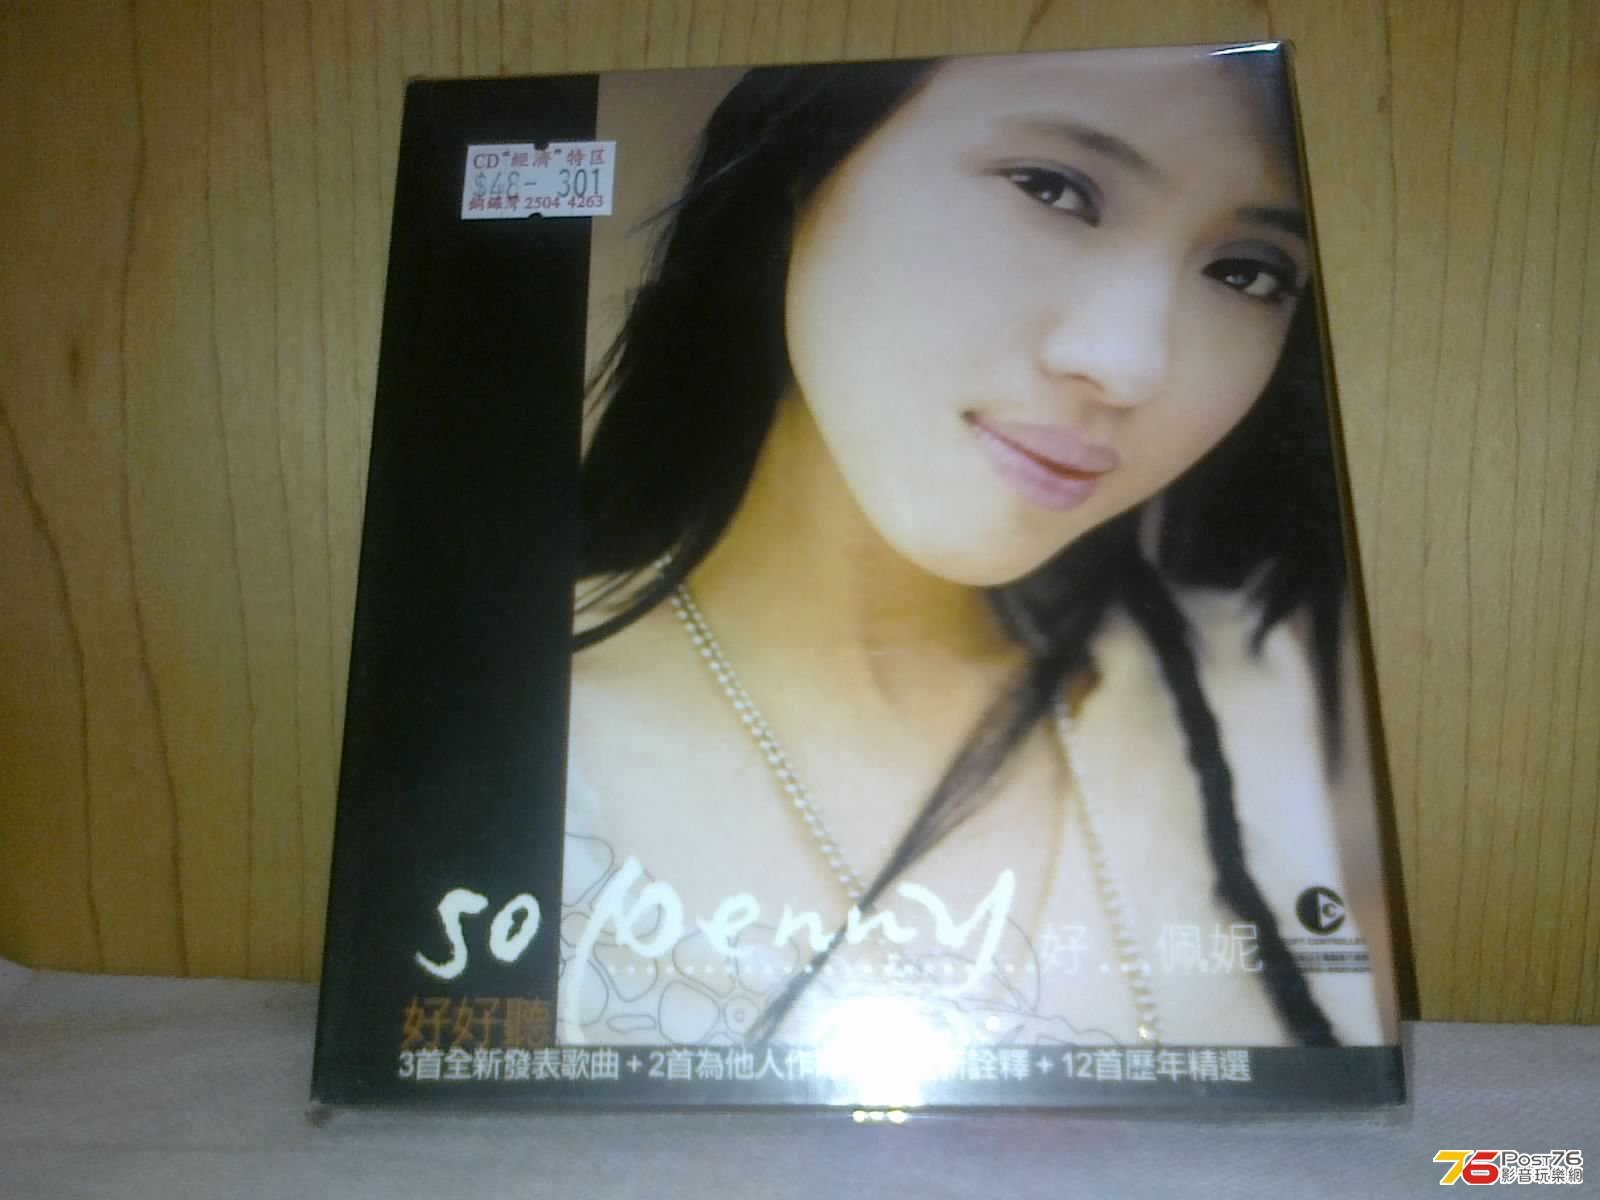 CD“經濟”特区
$48- 301
銅鑼灣 2504 4263
so penny
好...佩妮
好好聽
3首全新發表歌曲+2首為他人作 詮釋+12首歷年精選
76 Post76
影音玩樂網